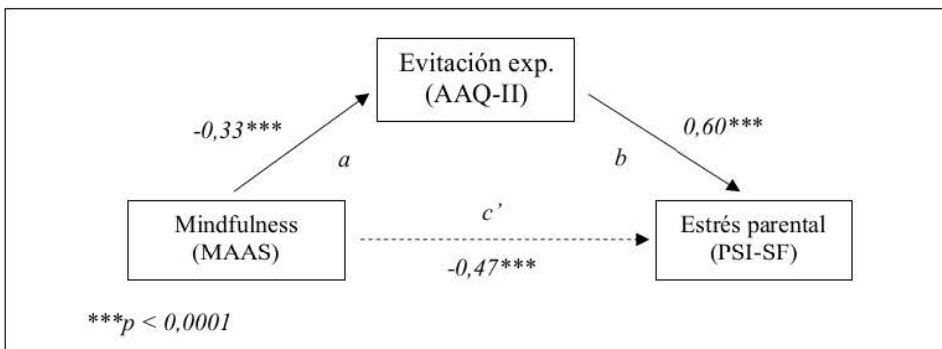 Evitación exp.
(AAQ-II)
-0,33***
0,60***
a
b
Mindfulness
(MAAS)
c’
-0,47***
Estrés parental
(PSI-SF)
***p < 0,0001